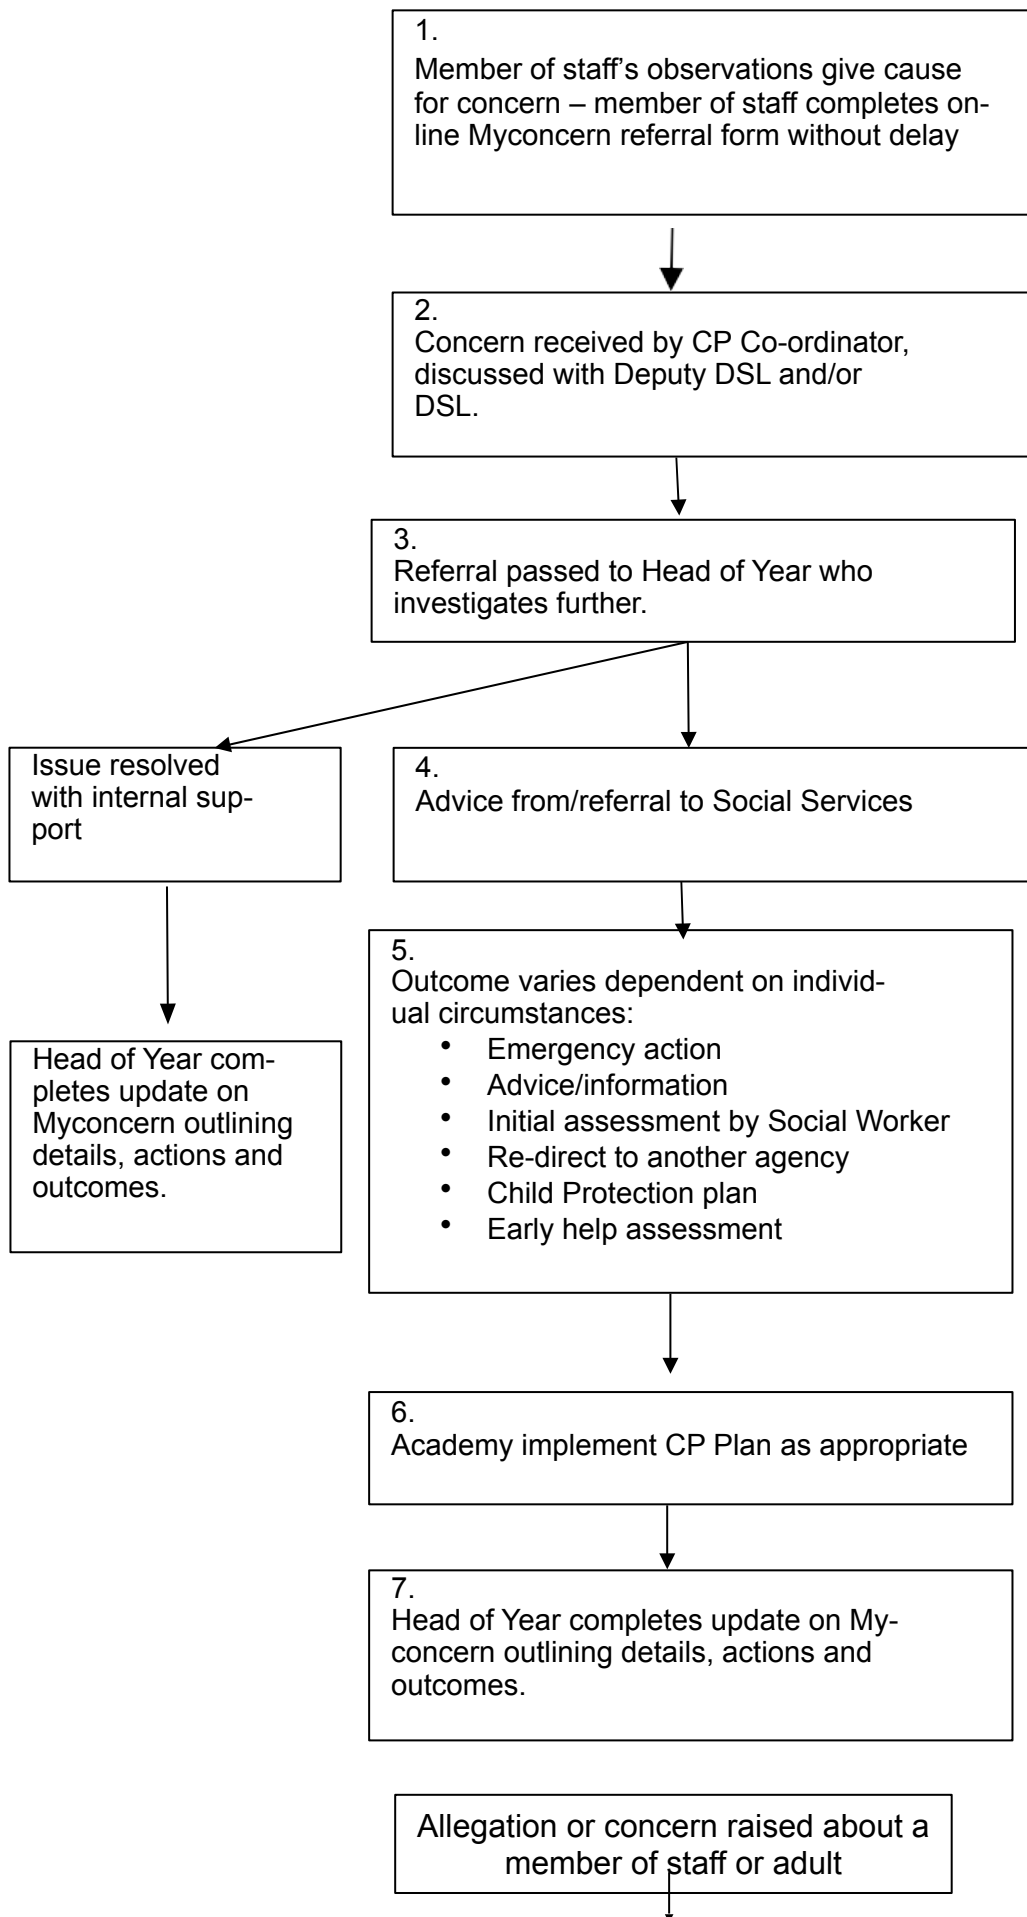 1.
Member of staff’s observations give cause
for concern – member of staff completes on-
line Myconcern referral form without delay
2.
Concern received by CP Co-ordinator,
discussed with Deputy DSL and/or
DSL.
3.
Referral passed to Head of Year who
investigates further.
Issue resolved
with internal sup-
port
Head of Year com-
pletes update on
Myconcern outlining
details, actions and
outcomes.
4.
Advice from/referral to Social Services
5.
Outcome varies dependent on individ-
ual circumstances:
• Emergency action
• Advice/information
• Initial assessment by Social Worker
• Re-direct to another agency
• Child Protection plan
• Early help assessment
6.
Academy implement CP Plan as appropriate
7.
Head of Year completes update on My-
concern outlining details, actions and
outcomes.
Allegation or concern raised about a
member of staff or adult